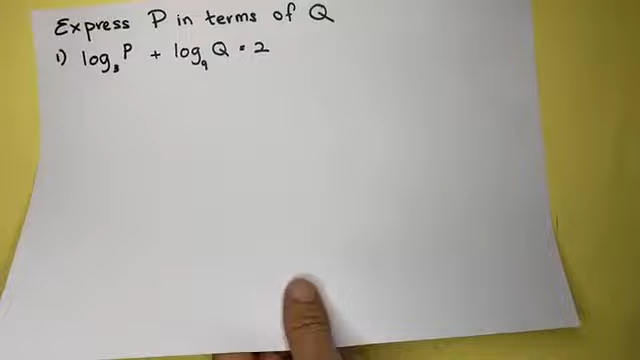 Express P in terms of Q
1) log₃ P + log₉ Q = 2